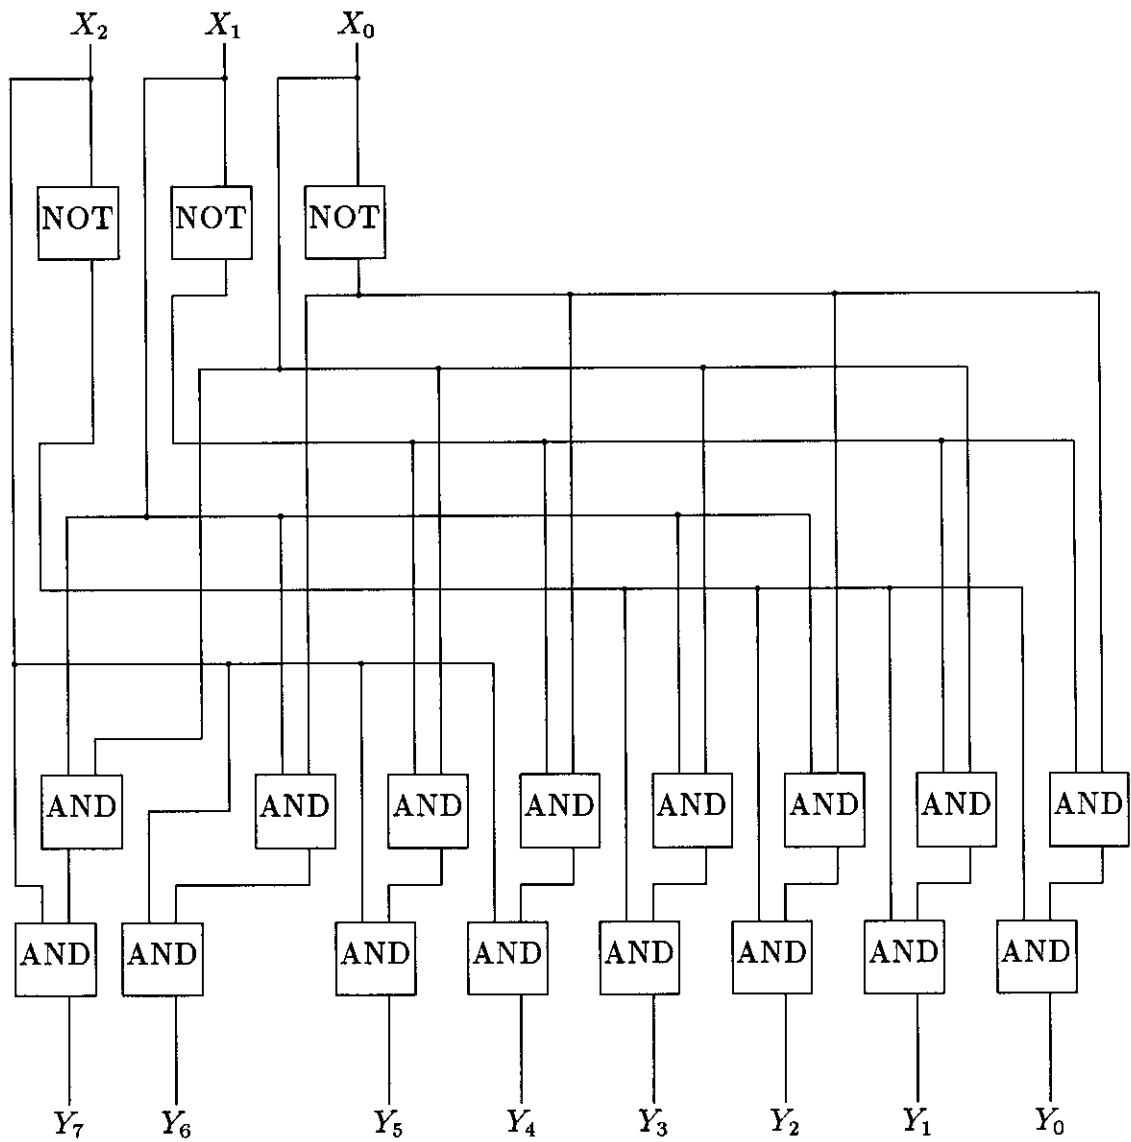 X₂ X₁ X₀
NOT NOT NOT
AND AND AND AND AND AND AND AND
AND AND AND AND AND AND AND AND
Y₇ Y₆ Y₅ Y₄ Y₃ Y₂ Y₁ Y₀